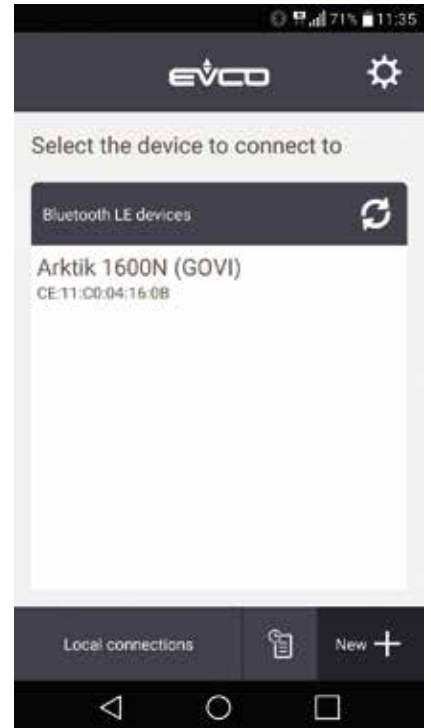 71% 11:35
evco
Select the device to connect to
Bluetooth LE devices
Arktik 1600N (GOVI)
CE:11:C0:04:16:0B
Local connections
New